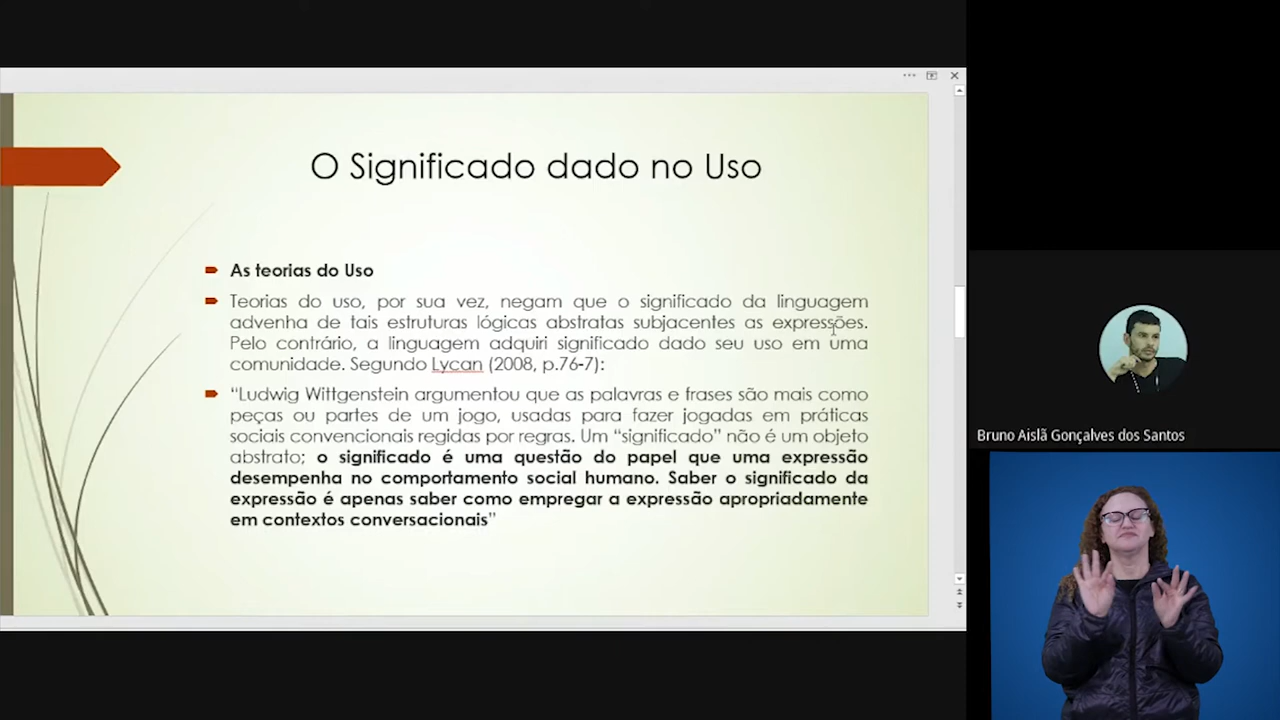 O Significado dado no Uso
As teorias do Uso
Teorias do uso, por sua vez, negam que o significado da linguagem
advenha de tais estruturas lógicas abstratas subjacentes as expressões.
Pelo contrário, a linguagem adquiri significado dado seu uso em uma
comunidade. Segundo Lycan (2008, p.76-7):
“Ludwig Wittgenstein argumentou que as palavras e frases são mais como
peças ou partes de um jogo, usadas para fazer jogadas em práticas
sociais convencionais regidas por regras. Um “significado” não é um objeto
abstrato; o significado é uma questão do papel que uma expressão
desempenha no comportamento social humano. Saber o significado da
expressão é apenas saber como empregar a expressão apropriadamente
em contextos conversacionais”
Bruno Aislã Gonçalves dos Santos